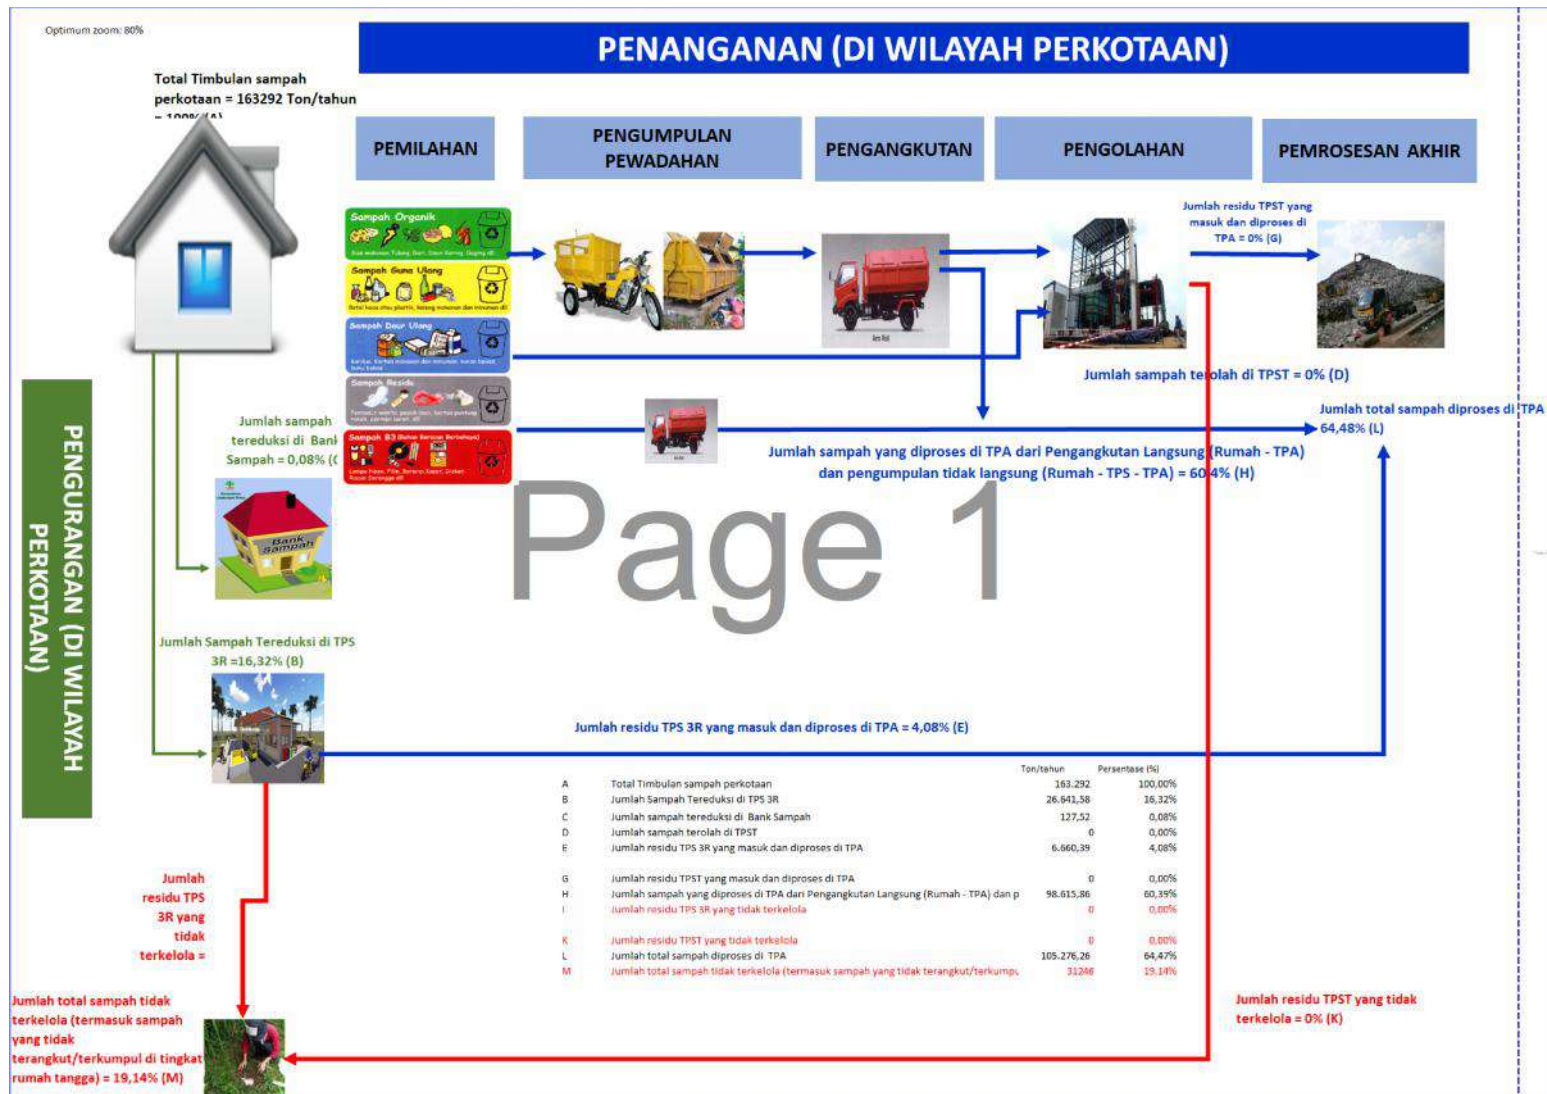 Optimum zoom: 80%
PENANGANAN (DI WILAYAH PERKOTAAN)
Total Timbulan sampah
perkotaan = 163292 Ton/tahun
= 100% (A)
PEMILAHAN
PENGUMPULAN
PEWADAHAN
PENGANGKUTAN
PENGOLAHAN
PEMROSESAN AKHIR
Sampah Organik
Sampah Guna Ulang
Sampah Daur Ulang
Sampah Residu
Sampah B3 (Bahan Beracun Berbahaya)
Jumlah residu TPST yang
masuk dan diproses di
TPA = 0% (G)
Arm Roll
Jumlah sampah terolah di TPST = 0% (D)
Jumlah total sampah diproses di TPA
64,48% (L)
Jumlah sampah yang diproses di TPA dari Pengangkutan Langsung (Rumah - TPA)
dan pengumpulan tidak langsung (Rumah - TPS - TPA) = 60,4% (H)
Jumlah sampah
tereduksi di Bank
Sampah = 0,08% (C
Bank
Sampah
PENGURANGAN (DI WILAYAH
PERKOTAAN)
Page 1
Jumlah Sampah Tereduksi di TPS
3R =16,32% (B)
Jumlah residu TPS 3R yang masuk dan diproses di TPA = 4,08% (E)
Ton/tahun Persentase (%)
A Total Timbulan sampah perkotaan 163.292 100,00%
B Jumlah Sampah Tereduksi di TPS 3R 26.641,58 16,32%
C Jumlah sampah tereduksi di Bank Sampah 127,52 0,08%
D Jumlah sampah terolah di TPST 0 0,00%
E Jumlah residu TPS 3R yang masuk dan diproses di TPA 6.660,39 4,08%
G Jumlah residu TPST yang masuk dan diproses di TPA 0 0,00%
H Jumlah sampah yang diproses di TPA dari Pengangkutan Langsung (Rumah - TPA) dan p 98.615,86 60,39%
I Jumlah residu TPS 3R yang tidak terkelola 0 0,00%
K Jumlah residu TPST yang tidak terkelola 0 0,00%
L Jumlah total sampah diproses di TPA 105.276,26 64,47%
M Jumlah total sampah tidak terkelola (termasuk sampah yang tidak terangkut/terkumpu 31246 19,14%
Jumlah
residu TPS
3R yang
tidak
terkelola =
Jumlah total sampah tidak
terkelola (termasuk sampah
yang tidak
terangkut/terkumpul di tingkat
rumah tangga) = 19,14% (M)
Jumlah residu TPST yang tidak
terkelola = 0% (K)